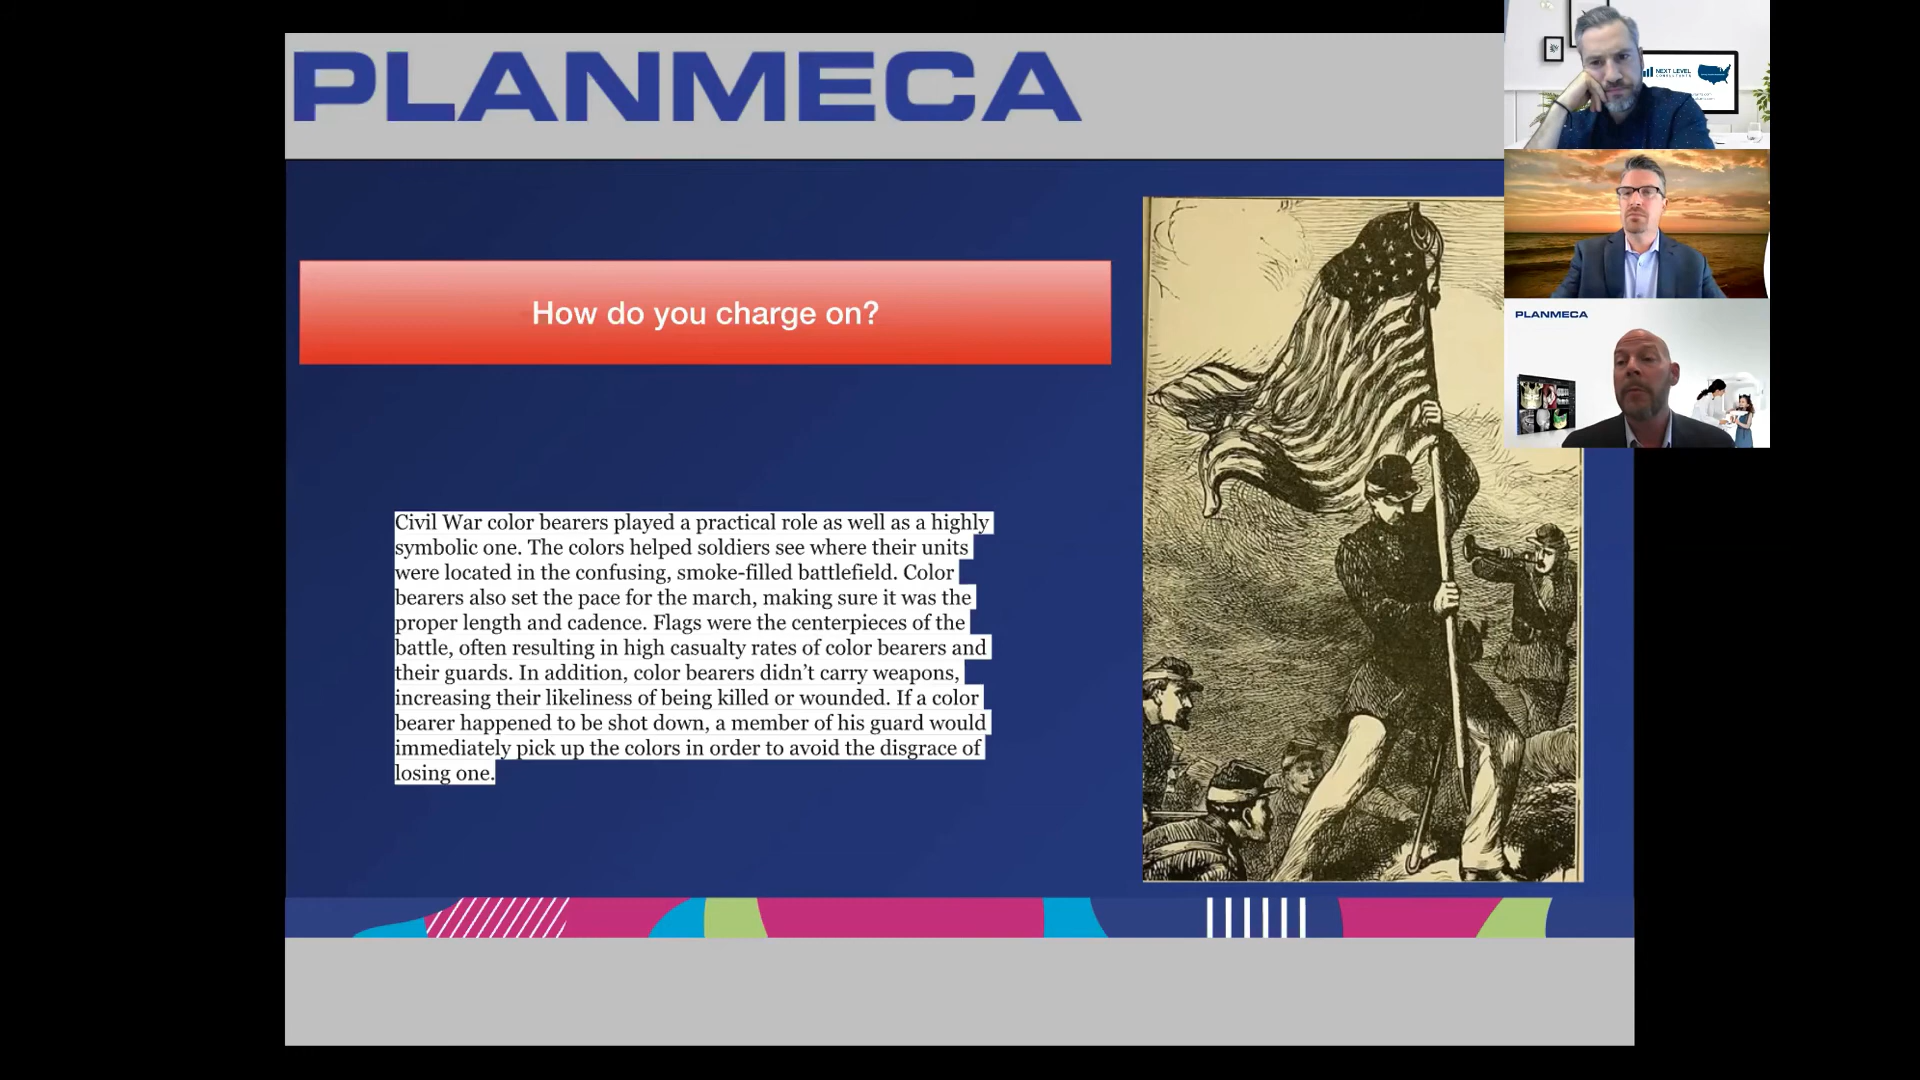 PLANMECA
How do you charge on?
Civil War color bearers played a practical role as well as a highly
symbolic one. The colors helped soldiers see where their units
were located in the confusing, smoke-filled battlefield. Color
bearers also set the pace for the march, making sure it was the
proper length and cadence. Flags were the centerpieces of the
battle, often resulting in high casualty rates of color bearers and
their guards. In addition, color bearers didn’t carry weapons,
increasing their likeliness of being killed or wounded. If a color
bearer happened to be shot down, a member of his guard would
immediately pick up the colors in order to avoid the disgrace of
losing one.
NEXT LEVEL
CONSULTANTS
PLANMECA